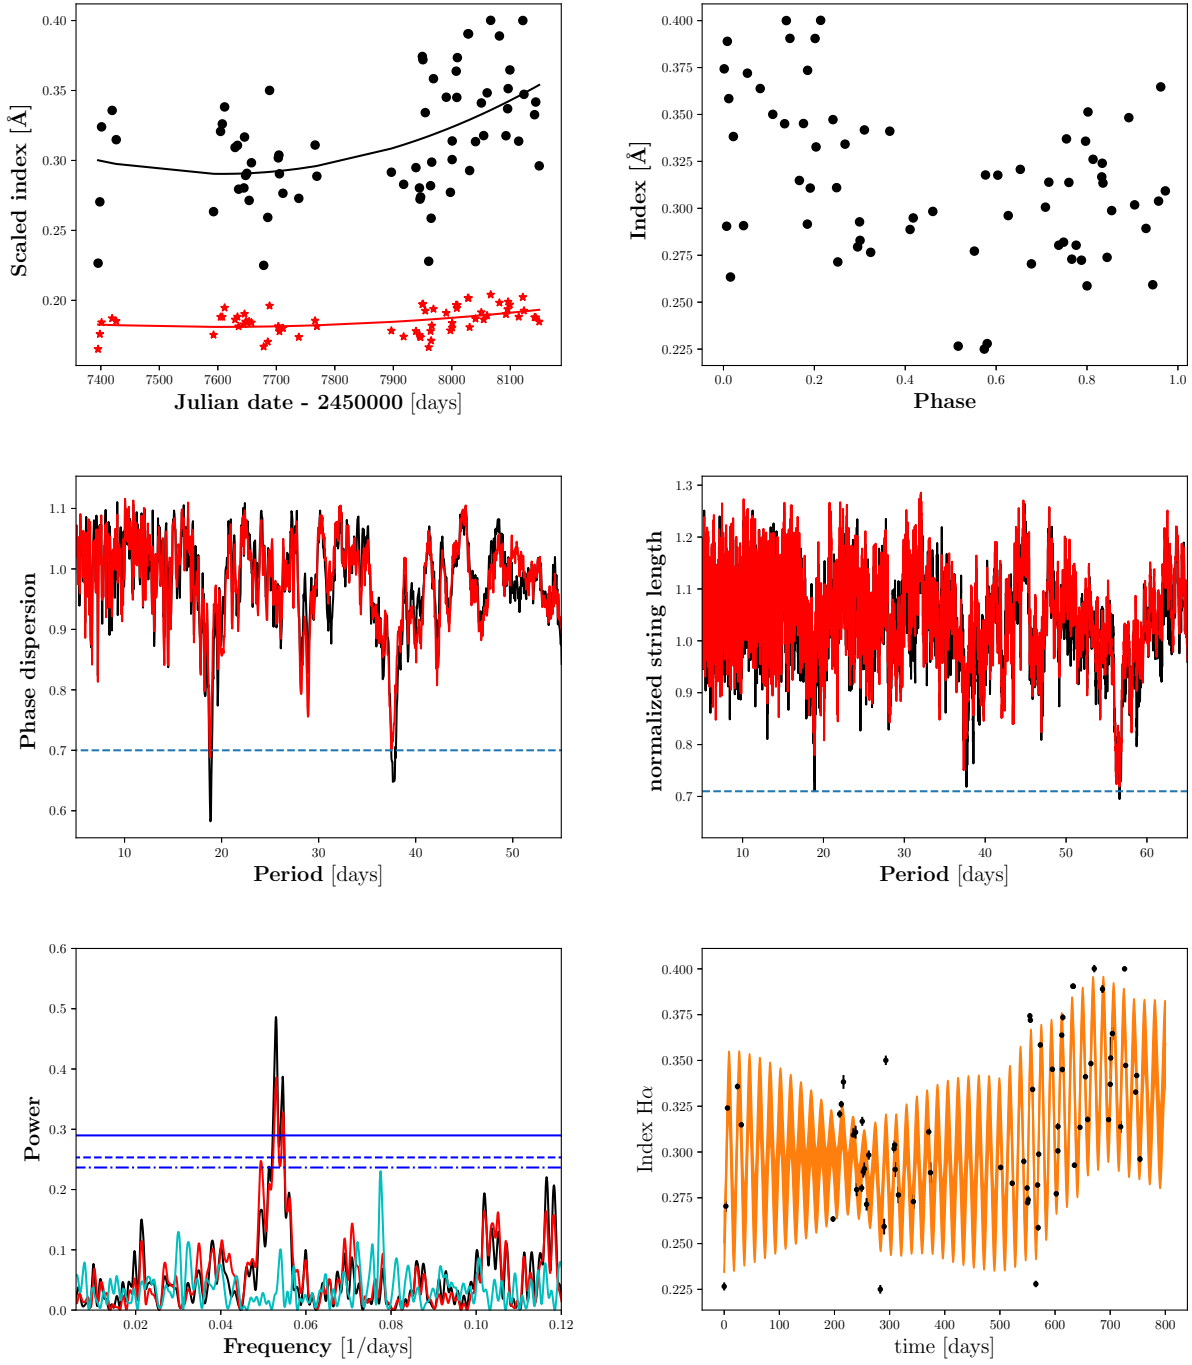 0.40
0.35
0.30
0.25
0.20
Scaled index [Å]
7400 7500 7600 7700 7800 7900 8000 8100
Julian date - 2450000 [days]
0.400
0.375
0.350
0.325
0.300
0.275
0.250
0.225
Index [Å]
0.0 0.2 0.4 0.6 0.8 1.0
Phase
1.1
1.0
0.9
0.8
0.7
0.6
Phase dispersion
10 20 30 40 50
Period [days]
1.3
1.2
1.1
1.0
0.9
0.8
0.7
normalized string length
10 20 30 40 50 60
Period [days]
0.6
0.5
0.4
0.3
0.2
0.1
0.0
Power
0.02 0.04 0.06 0.08 0.10 0.12
Frequency [1/days]
0.400
0.375
0.350
0.325
0.300
0.275
0.250
0.225
Index Hα
0 100 200 300 400 500 600 700 800
time [days]